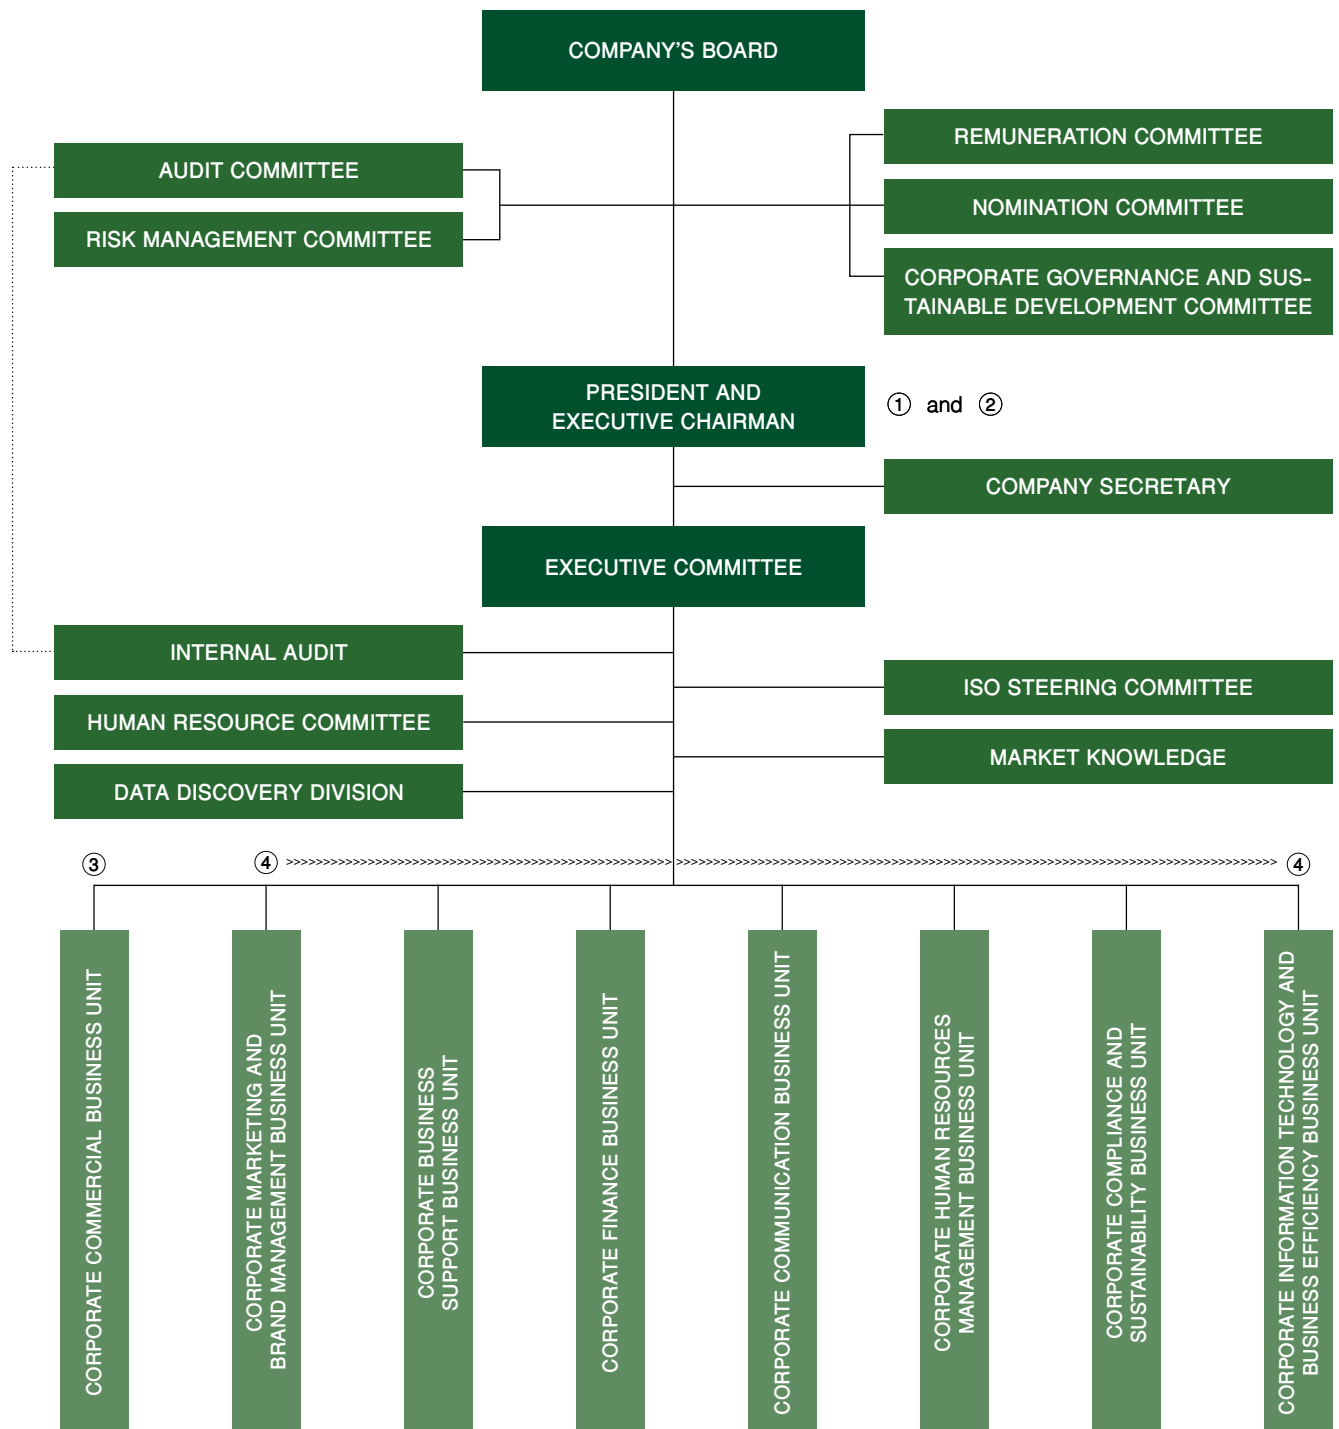 COMPANY'S BOARD
REMUNERATION COMMITTEE
AUDIT COMMITTEE
NOMINATION COMMITTEE
RISK MANAGEMENT COMMITTEE
CORPORATE GOVERNANCE AND SUS-
TAINABLE DEVELOPMENT COMMITTEE
PRESIDENT AND
EXECUTIVE CHAIRMAN
① and ②
COMPANY SECRETARY
EXECUTIVE COMMITTEE
INTERNAL AUDIT
ISO STEERING COMMITTEE
HUMAN RESOURCE COMMITTEE
MARKET KNOWLEDGE
DATA DISCOVERY DIVISION
③
④
④
CORPORATE COMMERCIAL BUSINESS UNIT
CORPORATE MARKETING AND
BRAND MANAGEMENT BUSINESS UNIT
CORPORATE BUSINESS
SUPPORT BUSINESS UNIT
CORPORATE FINANCE BUSINESS UNIT
CORPORATE COMMUNICATION BUSINESS UNIT
CORPORATE HUMAN RESOURCES
MANAGEMENT BUSINESS UNIT
CORPORATE COMPLIANCE AND
SUSTAINABILITY BUSINESS UNIT
CORPORATE INFORMATION TECHNOLOGY AND
BUSINESS EFFICIENCY BUSINESS UNIT